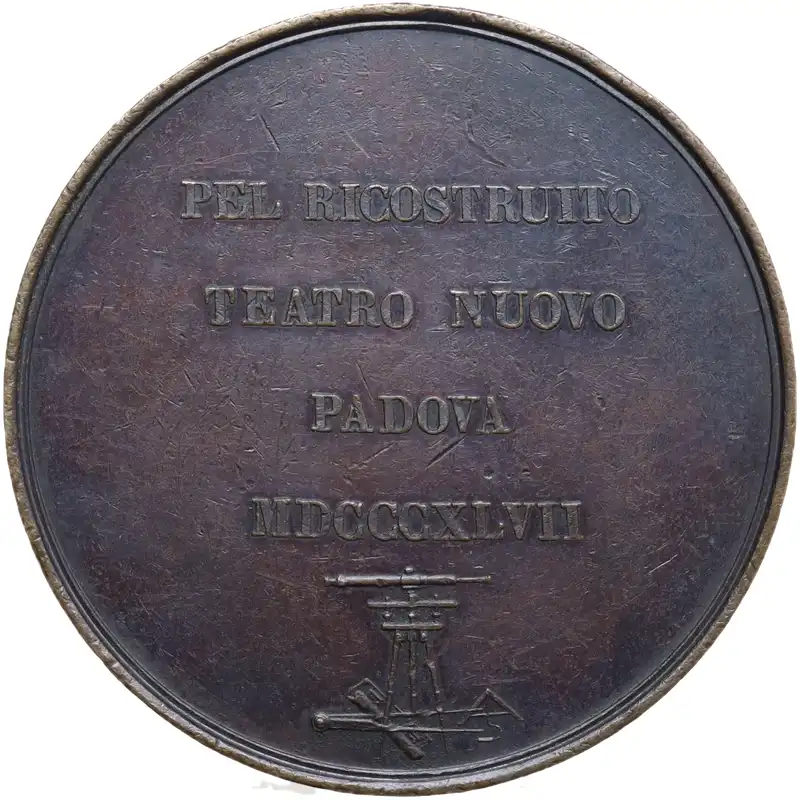 PEL RICOSTRUITO
TEATRO NUOVO
PADOVA
MDCCCXLVII